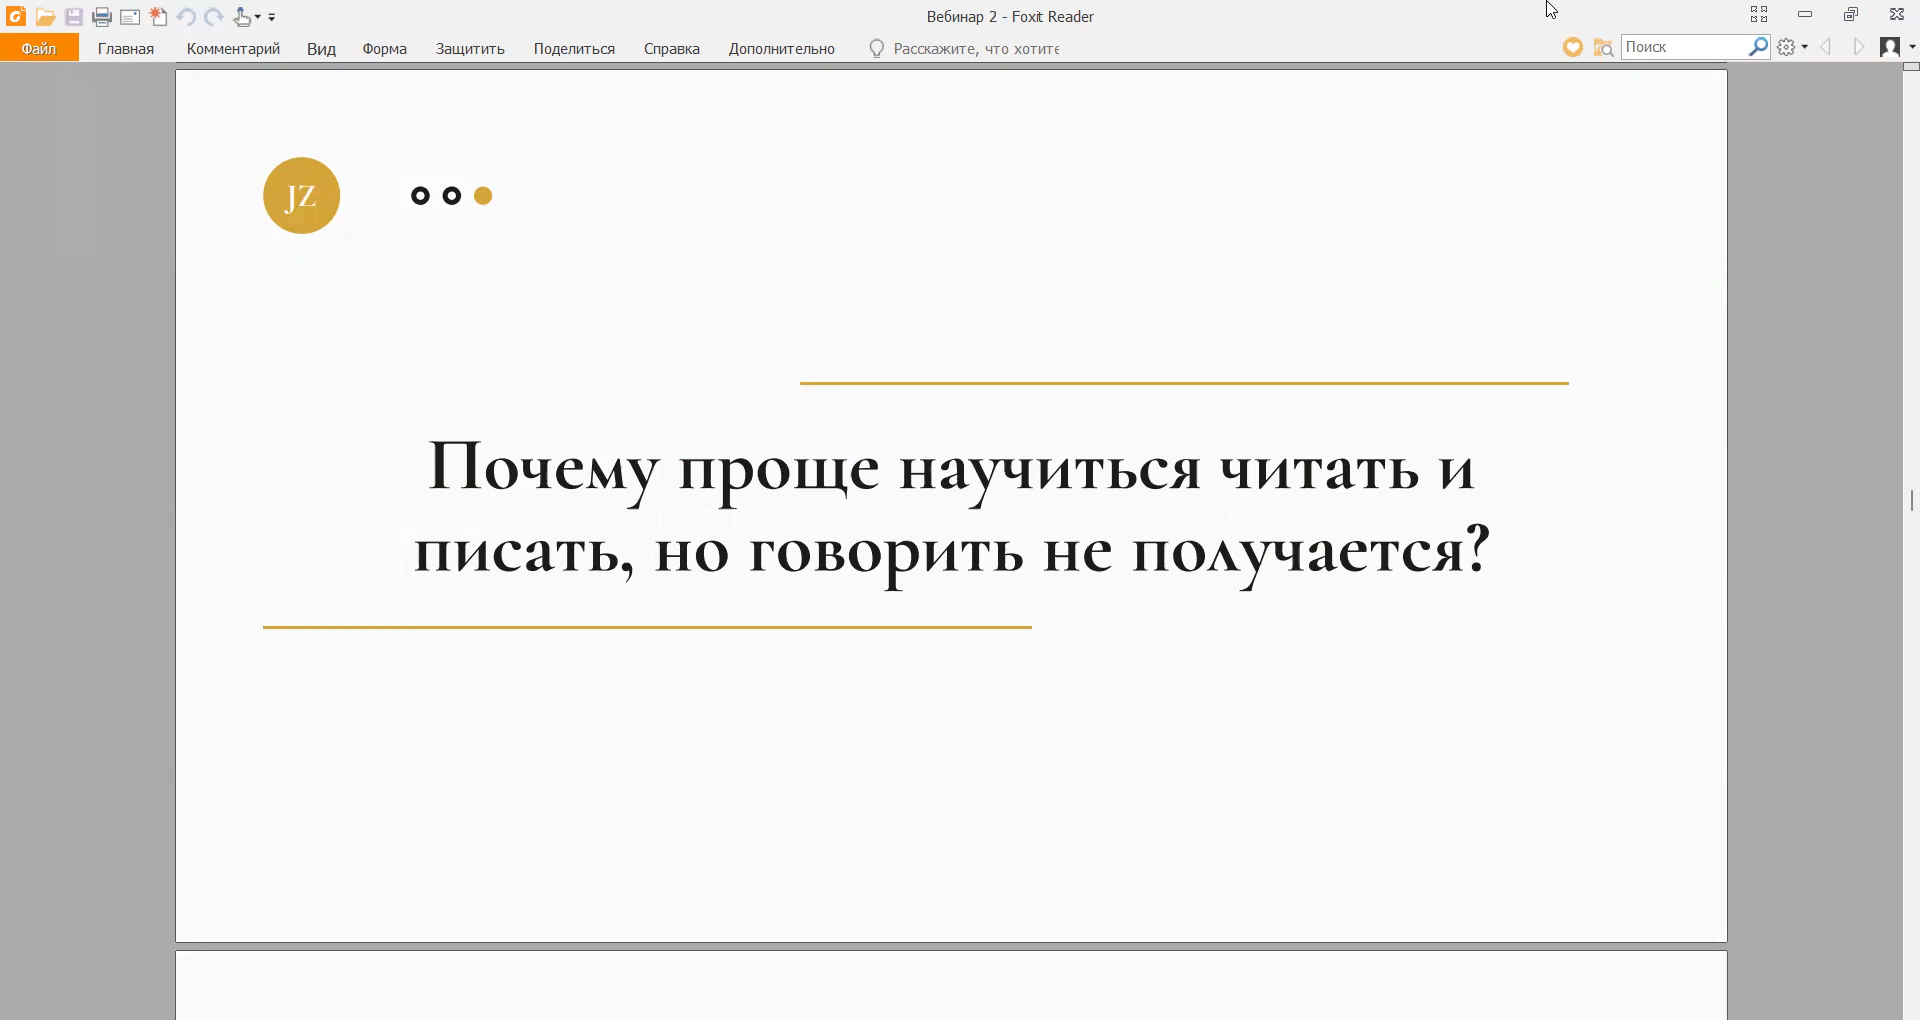 Вебинар 2 - Foxit Reader
Файл Главная Комментарий Вид Форма Защитить Поделиться Справка Дополнительно Расскажите, что хотите Поиск
JZ
Почему проще научиться читать и
писать, но говорить не получается?